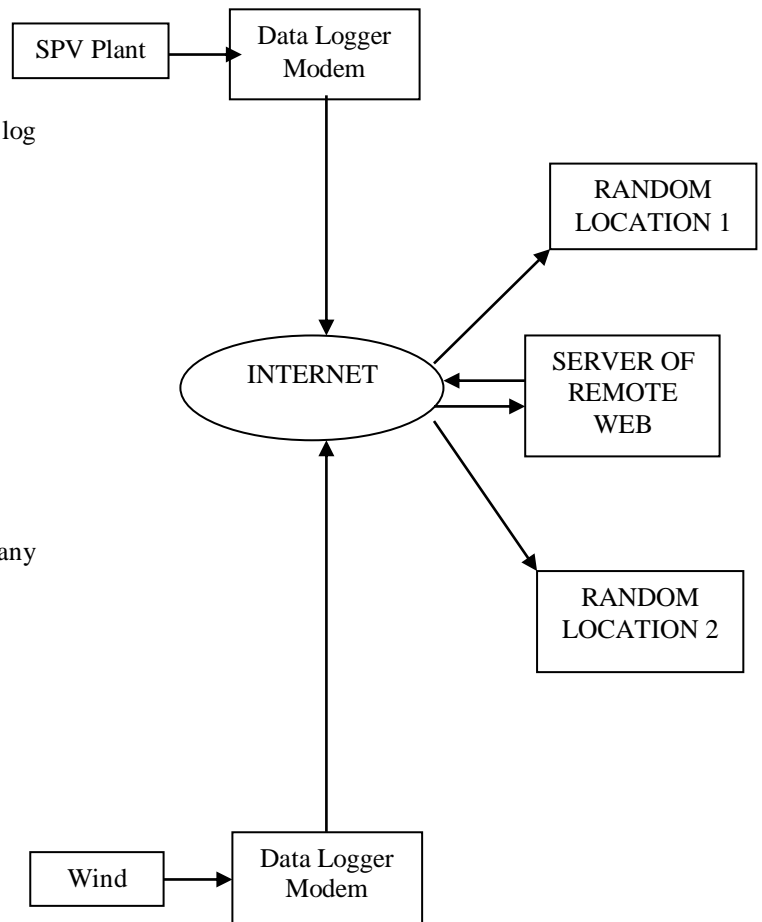 SPV Plant
Data Logger
Modem
log
RANDOM
LOCATION 1
INTERNET
SERVER OF
REMOTE
WEB
any
RANDOM
LOCATION 2
Wind
Data Logger
Modem